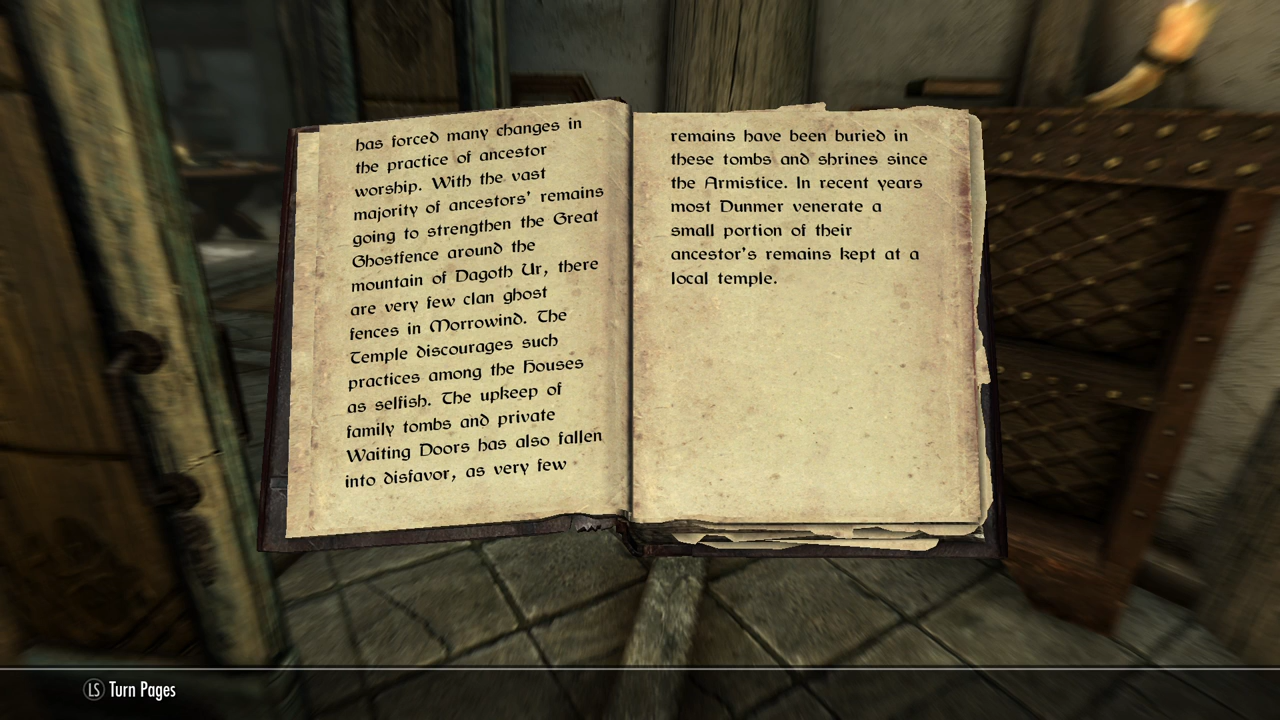 has forced many changes in
the practice of ancestor
worship. With the vast
majority of ancestors' remains
going to strengthen the Great
Ghostfence around the
mountain of Dagoth Ur, there
are very few clan ghost
fences in Morrowind. The
Temple discourages such
practices among the Houses
as selfish. The upkeep of
family tombs and private
Waiting Doors has also fallen
into disfavor, as very few
remains have been buried in
these tombs and shrines since
the Armistice. In recent years
most Dunmer venerate a
small portion of their
ancestor's remains kept at a
local temple.
LS Turn Pages